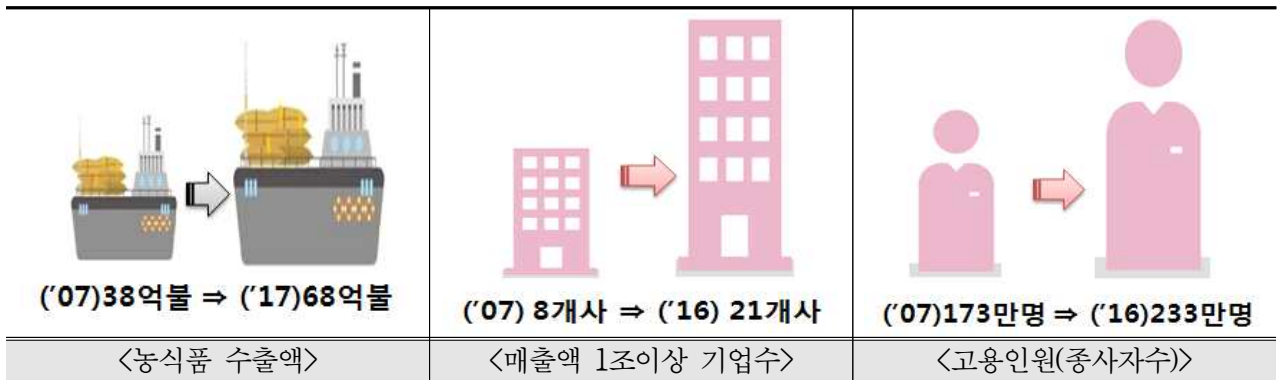 (′07)38억불 ⇒ (′17)68억불
(′07) 8개사 ⇒ (′16) 21개사
(′07)173만명 ⇒ (′16)233만명
<농식품 수출액>
<매출액 1조이상 기업수>
<고용인원(종사자수)>